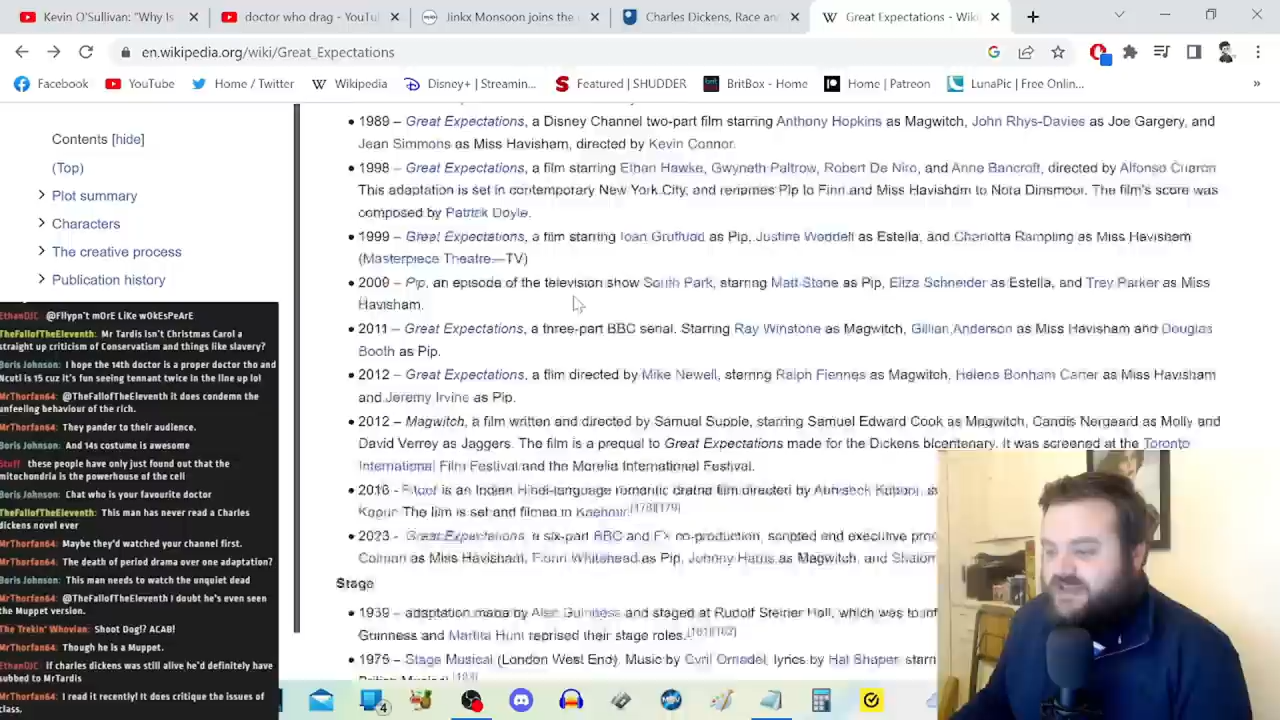 Kevin O'Sullivan: "Why Is
doctor who drag - YouTube
Jinkx Monsoon joins the
Charles Dickens, Race and
Great Expectations - Wiki
en.wikipedia.org/wiki/Great_Expectations
Facebook
YouTube
Home / Twitter
Wikipedia
Disney+ | Streamin...
Featured | SHUDDER
BritBox - Home
Home | Patreon
LunaPic | Free Onlin...
»
Contents [hide]
(Top)
Plot summary
Characters
The creative process
Publication history
EthanDJC @Fllypn't mOrE LiKe wOkEsPeArE
TheFallofTheEleventh: Mr Tardis Isn't Christmas Carol a
straight up criticism of Conservatism and things like slavery?
Boris Johnson: I hope the 14th doctor is a proper doctor tho and
Ncuti is 15 cuz it's fun seeing tennant twice in the line up lol
MrThorfan64: @TheFallofTheEleventh it does condemn the
unfeeling behaviour of the rich.
MrThorfan64: They pander to their audience.
Boris Johnson: And 14s costume is awesome
Stuff these people have only just found out that the
mitochondria is the powerhouse of the cell
Boris Johnson: Chat who is your favourite doctor
TheFallofTheEleventh: This man has never read a Charles
dickens novel ever
MrThorfan64: Maybe they'd watched your channel first.
MrThorfan64: The death of period drama over one adaptation?
Boris Johnson: This man needs to watch the unquiet dead
MrThorfan64: @TheFallofTheEleventh I doubt he's even seen
the Muppet version.
The Trekin' Whovian: Shoot Dog!? ACAB!
MrThorfan64: Though he is a Muppet.
EthanDJC If charles dickens was still alive he'd definitely have
subbed to MrTardis
MrThorfan64: I read it recently! It does critique the issues of
class.
1989 – Great Expectations, a Disney Channel two-part film starring Anthony Hopkins as Magwitch, John Rhys-Davies as Joe Gargery, and
Jean Simmons as Miss Havisham, directed by Kevin Connor.
1998 – Great Expectations, a film starring Ethan Hawke, Gwyneth Paltrow, Robert De Niro, and Anne Bancroft, directed by Alfonso Cuarón
This adaptation is set in contemporary New York City, and renames Pip to Finn and Miss Havisham to Nora Dinsmoor. The film's score was
composed by Patrick Doyle.
1999 – Great Expectations, a film starring Ioan Gruffudd as Pip, Justine Waddell as Estella, and Charlotte Rampling as Miss Havisham
(Masterpiece Theatre—TV)
2000 – Pip, an episode of the television show South Park, starring Matt Stone as Pip, Eliza Schneider as Estella, and Trey Parker as Miss
Havisham.
2011 – Great Expectations, a three-part BBC serial. Starring Ray Winstone as Magwitch, Gillian Anderson as Miss Havisham and Douglas
Booth as Pip.
2012 – Great Expectations, a film directed by Mike Newell, starring Ralph Fiennes as Magwitch, Helena Bonham Carter as Miss Havisham
and Jeremy Irvine as Pip.
2012 – Magwitch, a film written and directed by Samuel Supple, starring Samuel Edward Cook as Magwitch, Candis Nergaard as Molly and
David Verrey as Jaggers. The film is a prequel to Great Expectations made for the Dickens bicentenary. It was screened at the Toronto
International Film Festival and the Morelia International Festival.
2016 – Fitoor is an Indian Hindi-language romantic drama film directed by Abhishek Kapoor,
Kapur The film is set and filmed in Kashmir.[178][179]
2023 – Great Expectations, a six-part BBC and FX co-production, scripted and executive
Colman as Miss Havisham, Fionn Whitehead as Pip, Johnny Harris as Magwitch, and Shalom
Stage
1939 – adaptation made by Alec Guinness and staged at Rudolf Steiner Hall, which was to
Guinness and Martita Hunt reprised their stage roles.[181][182]
1975 – Stage Musical (London West End). Music by Cyril Ornadel, lyrics by Hal Shaper
4